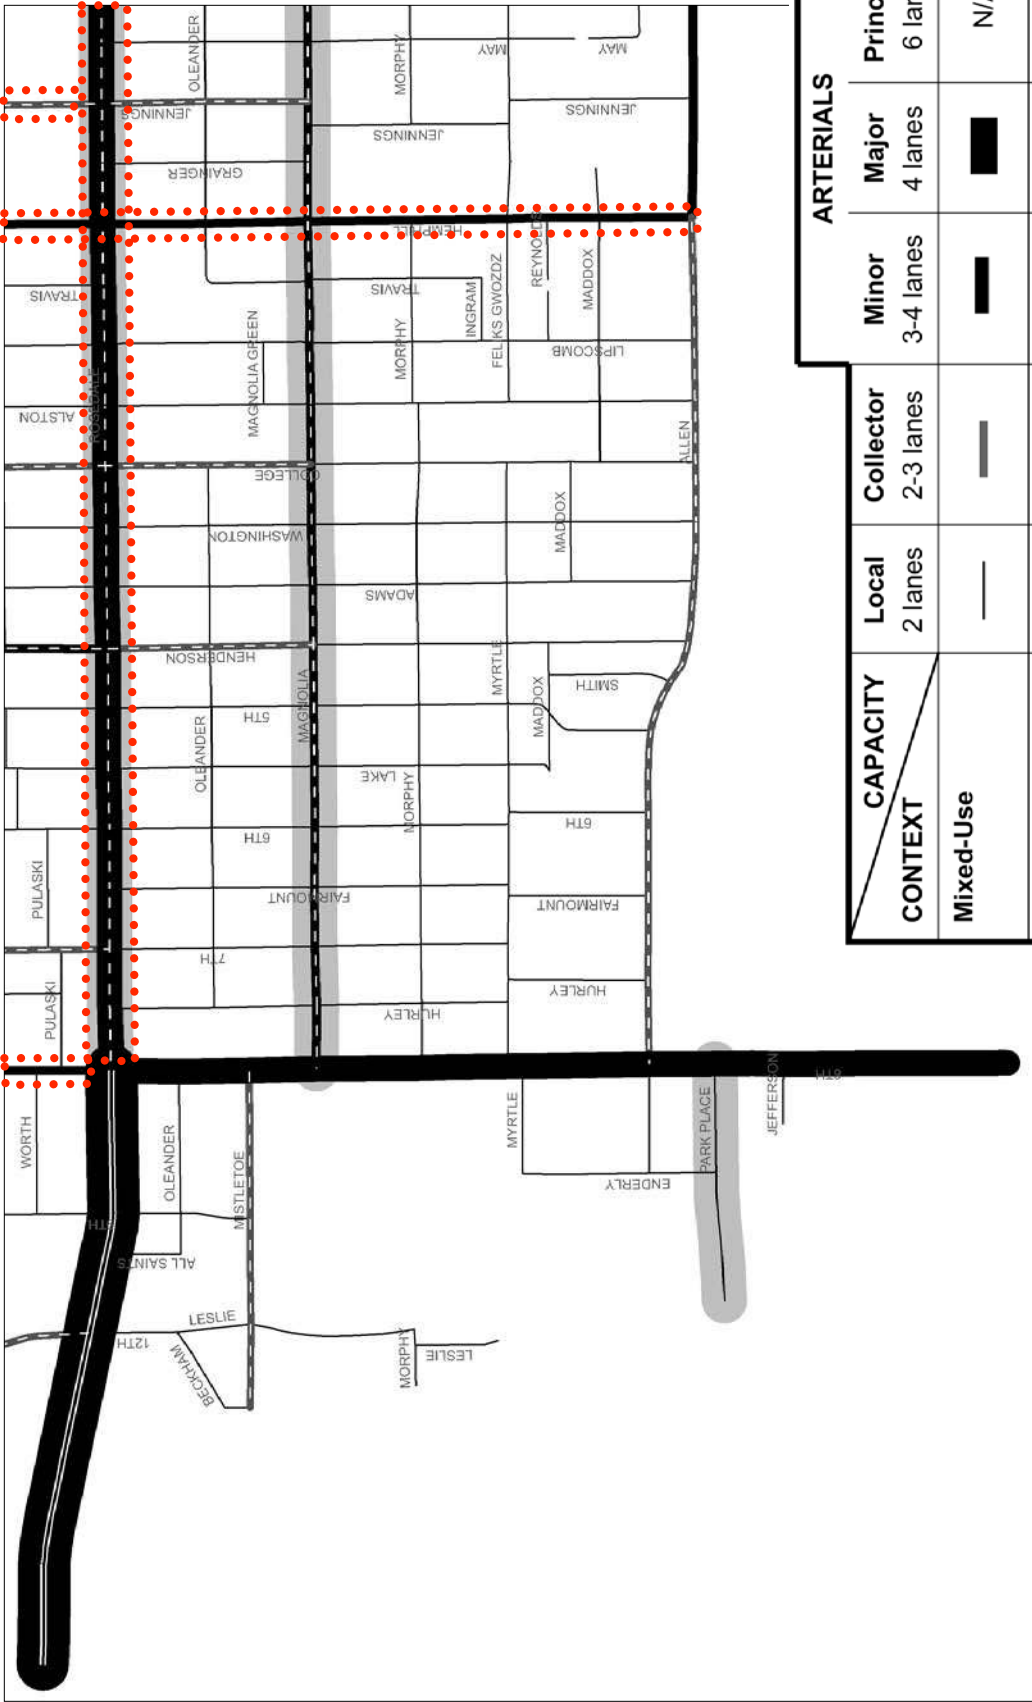 OLEANDER
MORPHY
MAY
MAY
JENNINGS
JENNINGS
JENNINGS
GRAINGER
HEMPHILL
REYNOLDS
TRAVIS
TRAVIS
INGRAM
FELIKS GWOZDZ
MADDOX
MAGNOLIA GREEN
MORPHY
LIPSCOMB
ROSEDALE
ALSTON
ALLEN
COLLEGE
WASHINGTON
MADDOX
ADAMS
HENDERSON
MYRTLE
SMITH
MAGNOLIA
5TH
MADDOX
OLEANDER
LAKE
MORPHY
6TH
6TH
PULASKI
FAIRMOUNT
FAIRMOUNT
7TH
PULASKI
HURLEY
HURLEY
8TH
JEFFERSON
WORTH
OLEANDER
MISTLETOE
MYRTLE
PARK PLACE
ENDERLY
9TH
ALL SAINTS
LESLIE
12TH
BECKHAM
MORPHY
LESLIE
ARTERIALS
CAPACITY
CONTEXT
Local
2 lanes
Collector
2-3 lanes
Minor
3-4 lanes
Major
4 lanes
Princ
6 lan
Mixed-Use
N/